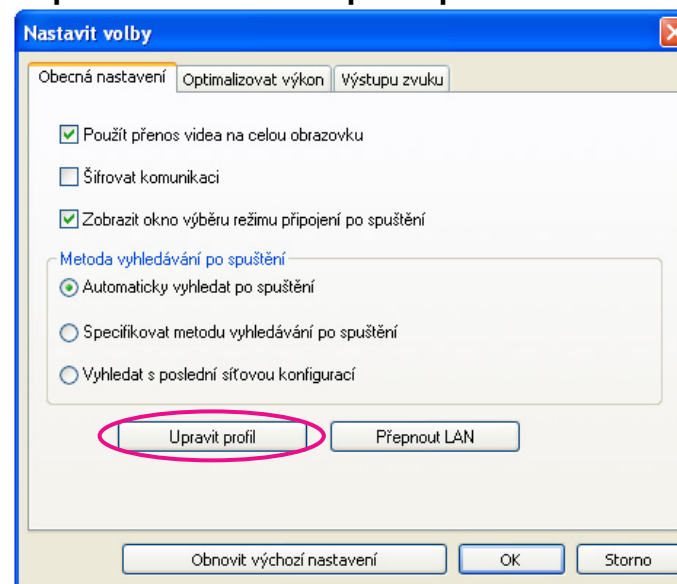 Nastavit volby
Obecná nastavení Optimalizovat výkon Výstupu zvuku
Použít přenos videa na celou obrazovku
Šifrovat komunikaci
Zobrazit okno výběru režimu připojení po spuštění
Metoda vyhledávání po spuštění
Automaticky vyhledat po spuštění
Specifikovat metodu vyhledávání po spuštění
Vyhledat s poslední síťovou konfigurací
Upravit profil Přepnout LAN
Obnovit výchozí nastavení OK Storno